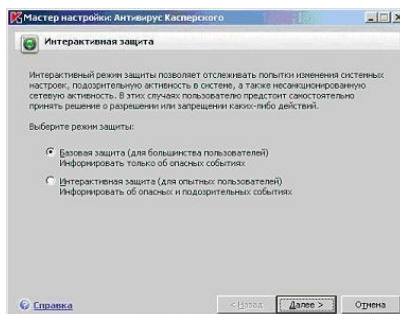 Мастер настройки: Антивирус Касперского
Интерактивная защита
Интерактивный режим защиты позволяет отслеживать попытки изменения системных
настроек, подозрительную активность в системе, а также несанкционированную
сетевую активность. В этих случаях пользователю предстоит самостоятельно
принять решение о разрешении или запрещении каких-либо действий.
Выберите режим защиты:
Базовая защита (для большинства пользователей)
Информировать только об опасных событиях
Интерактивная защита (для опытных пользователей)
Информировать об опасных и подозрительных событиях
Справка
< Назад
Далее >
Отмена